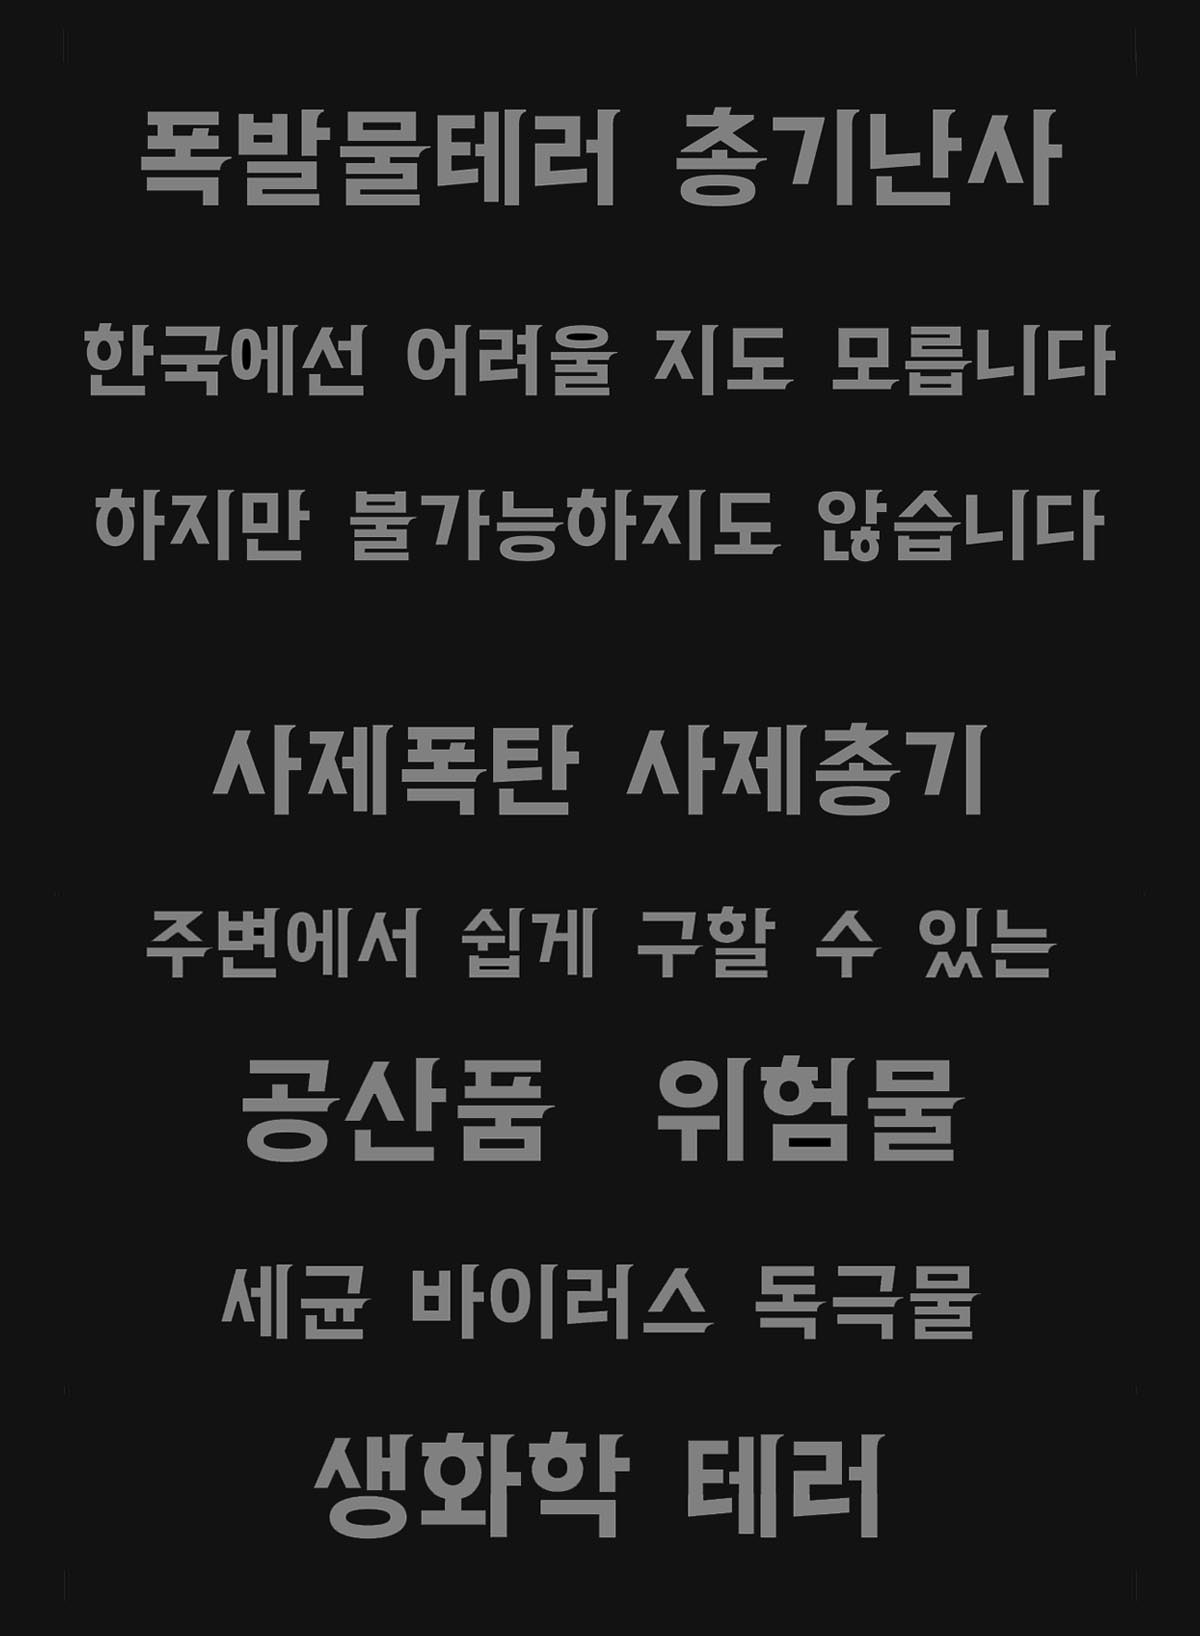 폭발물테러 총기난사
한국에선 어려울 지도 모릅니다
하지만 불가능하지도 않습니다
사제폭탄 사제총기
주변에서 쉽게 구할 수 있는
공산품 위험물
세균 바이러스 독극물
생화학 테러